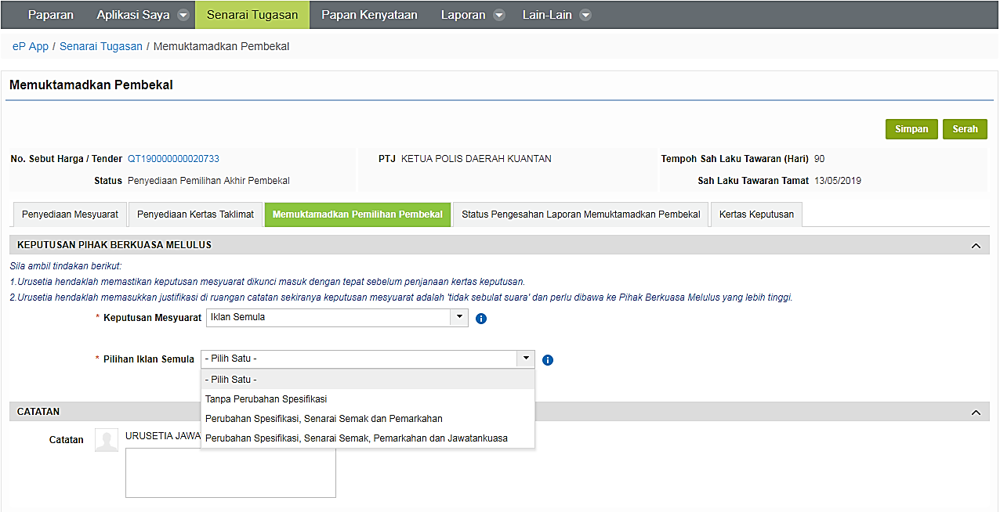 Paparan Aplikasi Saya Senarai Tugasan Papan Kenyataan Laporan Lain-Lain
eP App / Senarai Tugasan / Memuktamadkan Pembekal
Memuktamadkan Pembekal
Simpan Serah
No. Sebut Harga / Tender QT190000000020733 PTJ KETUA POLIS DAERAH KUANTAN Tempoh Sah Laku Tawaran (Hari) 90
Status Penyediaan Pemilihan Akhir Pembekal Sah Laku Tawaran Tamat 13/05/2019
Penyediaan Mesyuarat Penyediaan Kertas Taklimat Memuktamadkan Pemilihan Pembekal Status Pengesahan Laporan Memuktamadkan Pembekal Kertas Keputusan
KEPUTUSAN PIHAK BERKUASA MELULUS
Sila ambil tindakan berikut:
1.Urusetia hendaklah memastikan keputusan mesyuarat dikunci masuk dengan tepat sebelum penjanaan kertas keputusan.
2.Urusetia hendaklah memasukkan justifikasi di ruangan catatan sekiranya keputusan mesyuarat adalah 'tidak sebulat suara' dan perlu dibawa ke Pihak Berkuasa Melulus yang lebih tinggi.
* Keputusan Mesyuarat Iklan Semula
* Pilihan Iklan Semula - Pilih Satu -
- Pilih Satu -
Tanpa Perubahan Spesifikasi
Perubahan Spesifikasi, Senarai Semak dan Pemarkahan
Perubahan Spesifikasi, Senarai Semak, Pemarkahan dan Jawatankuasa
CATATAN
Catatan URUSETIA JAWA